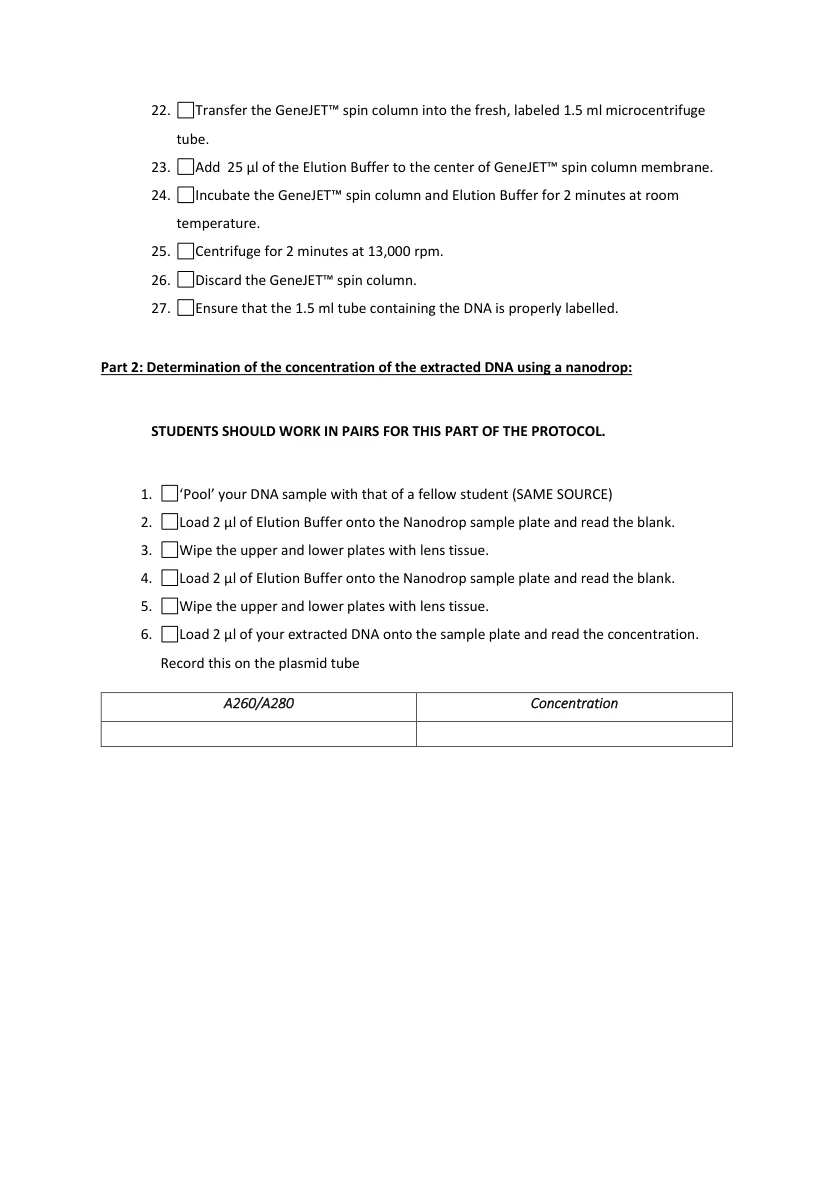 22. ☐Transfer the GeneJET™ spin column into the fresh, labeled 1.5 ml microcentrifuge
tube.
23. ☐Add  25 µl of the Elution Buffer to the center of GeneJET™ spin column membrane.
24. ☐Incubate the GeneJET™ spin column and Elution Buffer for 2 minutes at room
temperature.
25. ☐Centrifuge for 2 minutes at 13,000 rpm.
26. ☐Discard the GeneJET™ spin column.
27. ☐Ensure that the 1.5 ml tube containing the DNA is properly labelled.
Part 2: Determination of the concentration of the extracted DNA using a nanodrop:
STUDENTS SHOULD WORK IN PAIRS FOR THIS PART OF THE PROTOCOL.
1. ☐‘Pool’ your DNA sample with that of a fellow student (SAME SOURCE)
2. ☐Load 2 µl of Elution Buffer onto the Nanodrop sample plate and read the blank.
3. ☐Wipe the upper and lower plates with lens tissue.
4. ☐Load 2 µl of Elution Buffer onto the Nanodrop sample plate and read the blank.
5. ☐Wipe the upper and lower plates with lens tissue.
6. ☐Load 2 µl of your extracted DNA onto the sample plate and read the concentration.
Record this on the plasmid tube
A260/A280 Concentration